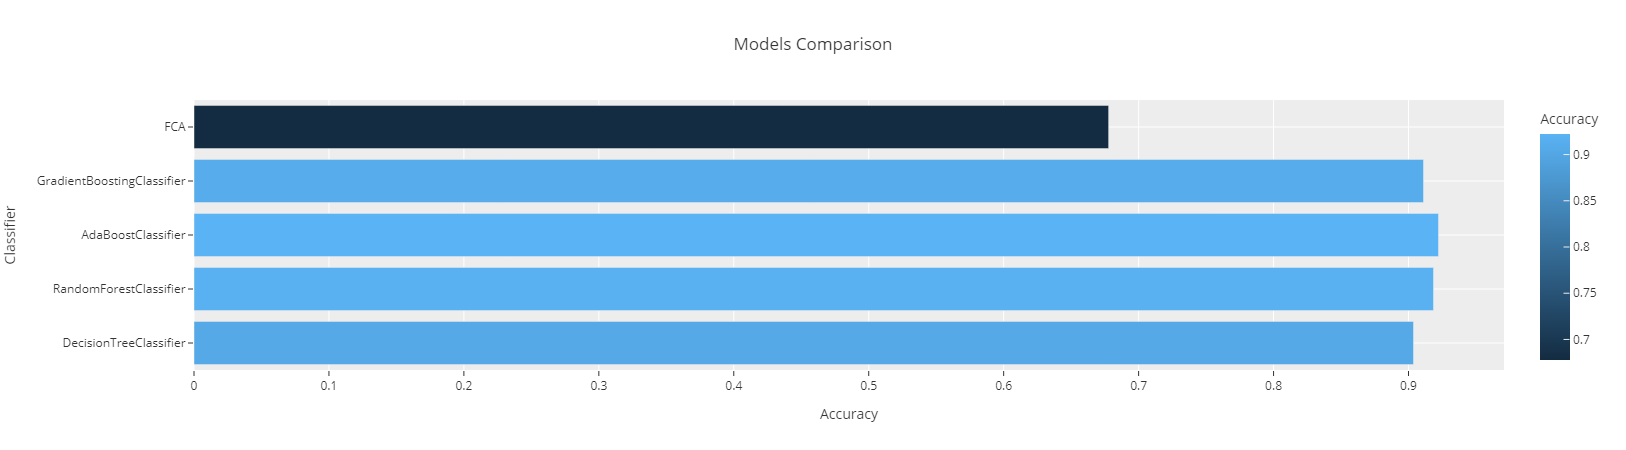 Models Comparison
Classifier
FCA
GradientBoostingClassifier
AdaBoostClassifier
RandomForestClassifier
DecisionTreeClassifier
0 0.1 0.2 0.3 0.4 0.5 0.6 0.7 0.8 0.9
Accuracy
Accuracy
0.9
0.85
0.8
0.75
0.7